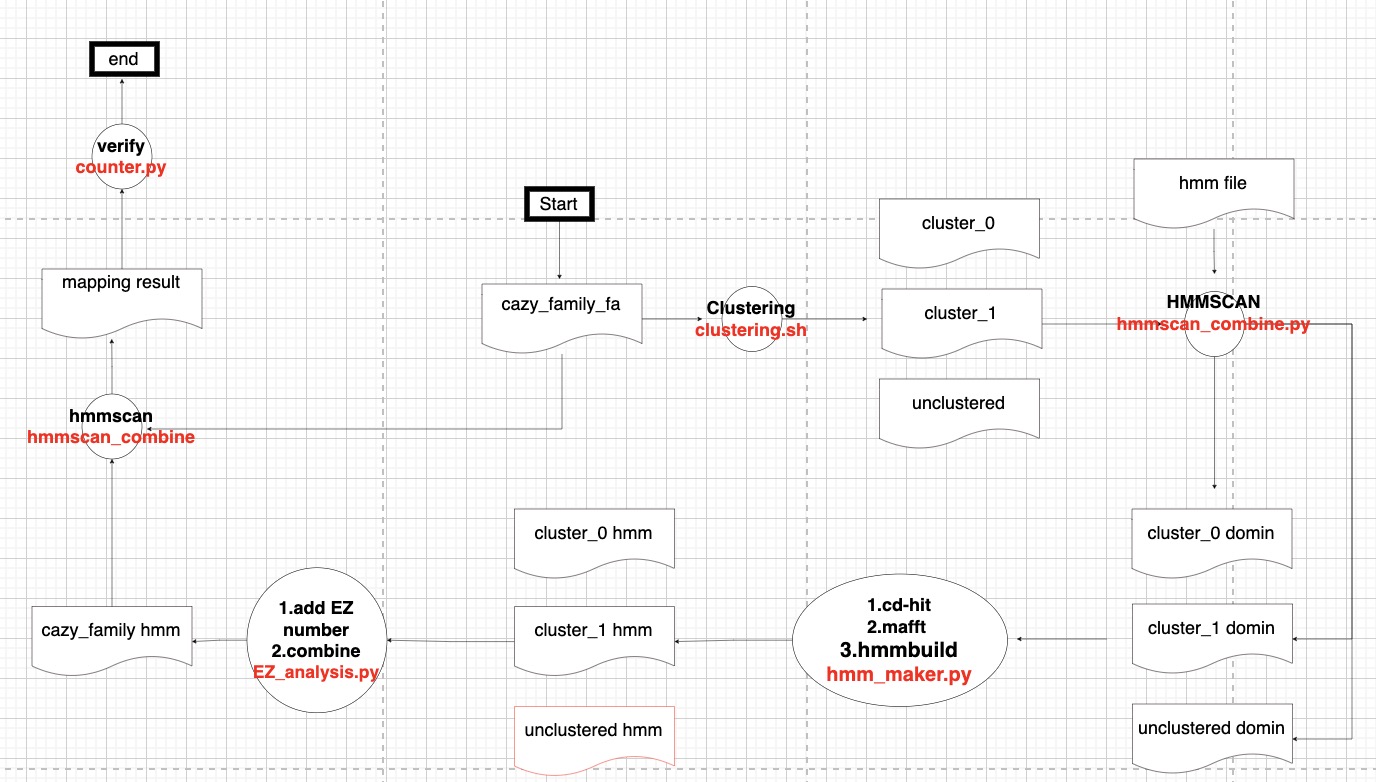 end
verify
counter.py
mapping result
hmmscan
hmmscan_combine
Start
cazy_family_fa
Clustering
clustering.sh
cluster_0
cluster_1
unclustered
hmm file
HMMSCAN
hmmscan_combine.py
cluster_0 domin
cluster_1 domin
unclustered domin
1.cd-hit
2.mafft
3.hmmbuild
hmm_maker.py
cluster_0 hmm
cluster_1 hmm
unclustered hmm
1.add EZ
number
2.combine
EZ_analysis.py
cazy_family hmm